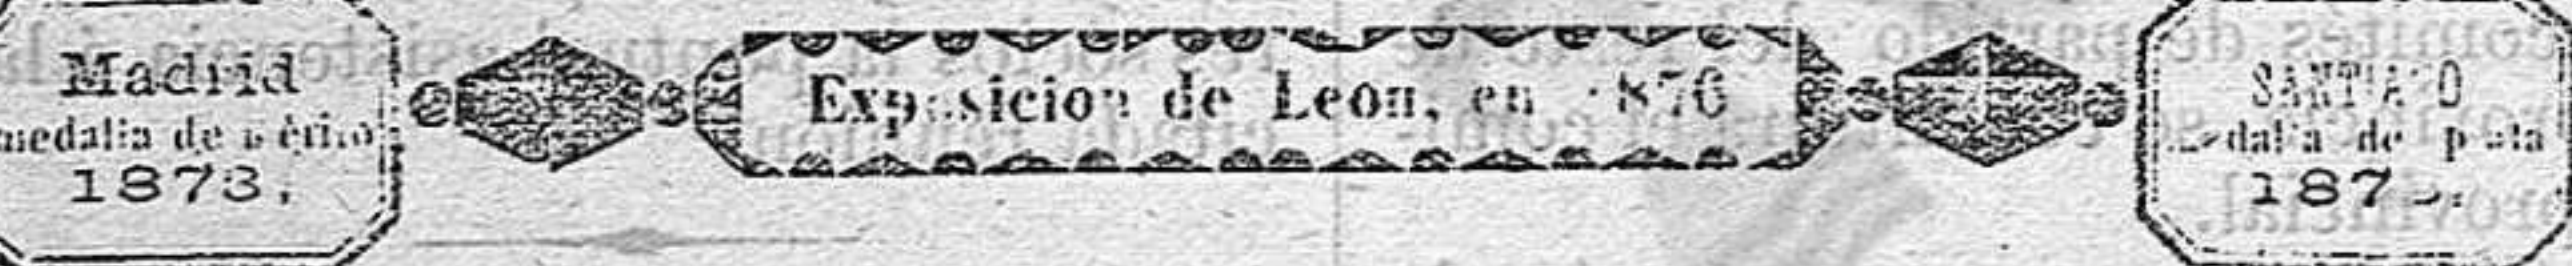 Madrid
medalla de mérito
1873.
Exposicion de Leon, en 1876
SANTIAGO
medalla de plata